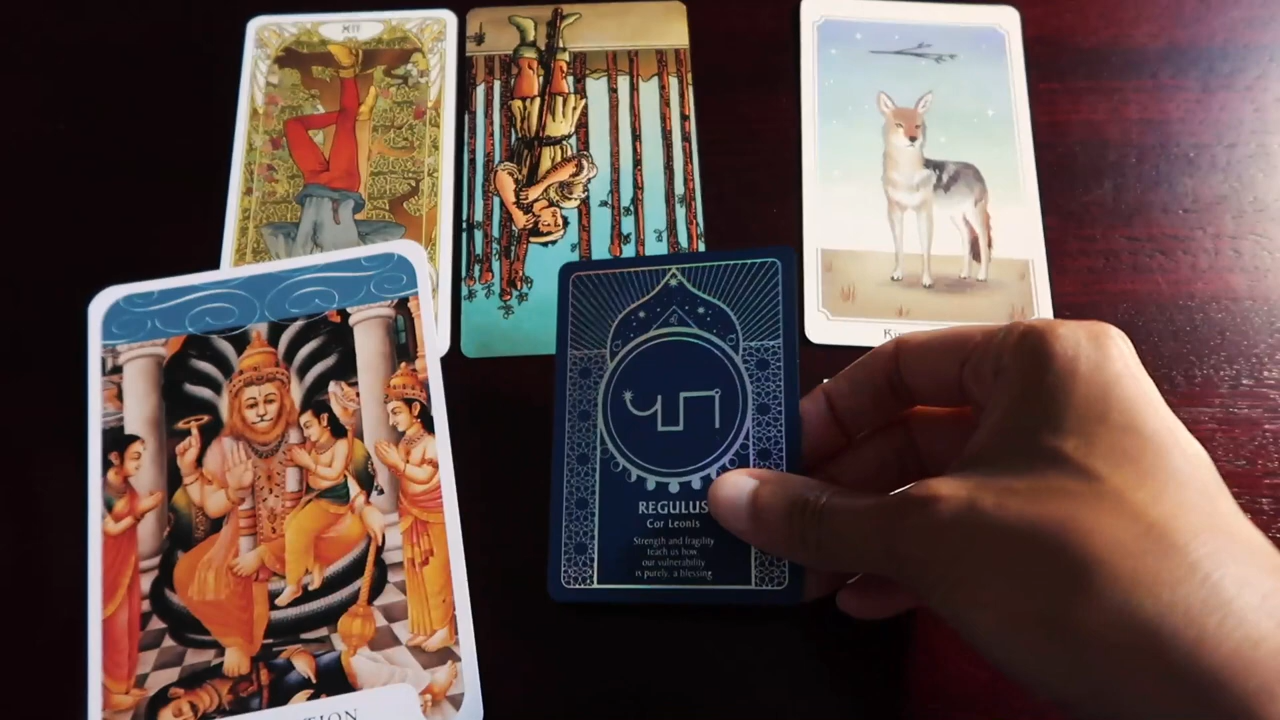 XII
REGULUS
Cor Leonis
Strength and fragility
teach us how
our vulnerability
is purely, a blessing